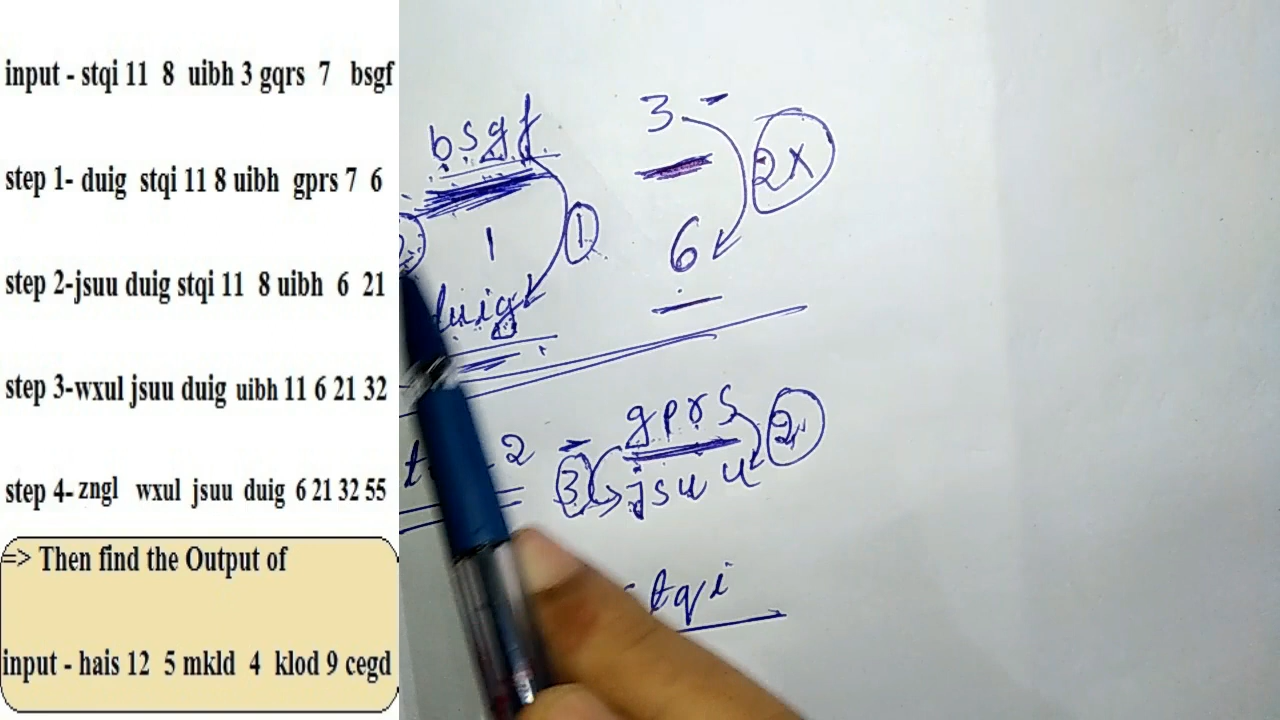 input - stqi 11 8 uibh 3 gqrs 7 bsgf
step 1- duig stqi 11 8 uibh gprs 7 6
step 2-jsuu duig stqi 11 8 uibh 6 21
step 3-wxul jsuu duig uibh 11 6 21 32
step 4- zngl wxul jsuu duig 6 21 32 55
=> Then find the Output of
input - hais 12 5 mkld 4 klod 9 cegd
bsgf
1
1
duig
3 -
2x
6
2 -
gprs
2
3
jsuu
tqi